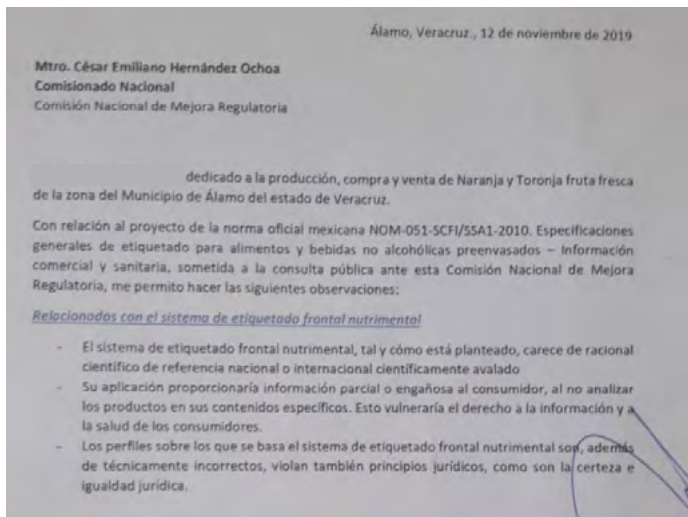 Álamo, Veracruz., 12 de noviembre de 2019
Mtro. César Emiliano Hernández Ochoa
Comisionado Nacional
Comisión Nacional de Mejora Regulatoria
dedicado a la producción, compra y venta de Naranja y Toronja fruta fresca
de la zona del Municipio de Álamo del estado de Veracruz.
Con relación al proyecto de la norma oficial mexicana NOM-051-SCFI/SSA1-2010. Especificaciones
generales de etiquetado para alimentos y bebidas no alcohólicas preenvasados – Información
comercial y sanitaria, sometida a la consulta pública ante esta Comisión Nacional de Mejora
Regulatoria, me permito hacer las siguientes observaciones:
Relacionados con el sistema de etiquetado frontal nutrimental
- El sistema de etiquetado frontal nutrimental, tal y cómo está planteado, carece de racional
científico de referencia nacional o internacional científicamente avalado
- Su aplicación proporcionaría información parcial o engañosa al consumidor, al no analizar
los productos en sus contenidos específicos. Esto vulneraría el derecho a la información y a
la salud de los consumidores.
- Los perfiles sobre los que se basa el sistema de etiquetado frontal nutrimental son, además
de técnicamente incorrectos, violan también principios jurídicos, como son la certeza e
igualdad jurídica.